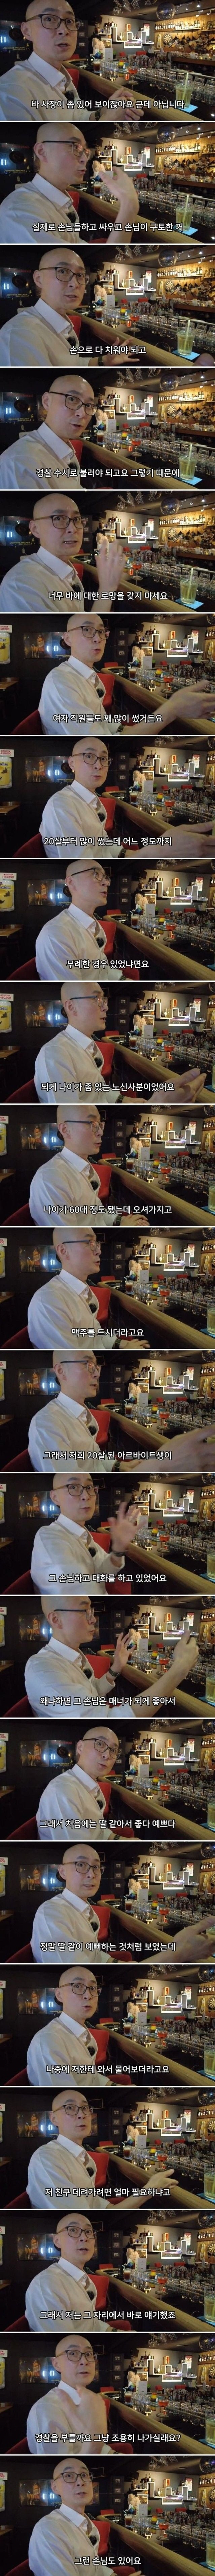 바 사장이 좀 있어 보이잖아요 근데 아닙니다
실제로 손님들하고 싸우고 손님이 구토한 거
손으로 다 치워야 되고
경찰 수시로 불러야 되고요 그렇기 때문에
너무 바에 대한 로망을 갖지 마세요
여자 직원들도 꽤 많이 썼거든요
20살부터 많이 썼는데 어느 정도까지
무례한 경우 있었냐면요
되게 나이가 좀 있는 노신사분이었어요
나이가 60대 정도 됐는데 오셔가지고
맥주를 드시더라고요
그래서 저희 20살 된 아르바이트생이
그 손님하고 대화를 하고 있었어요
왜냐하면 그 손님은 매너가 되게 좋아서
그래서 처음에는 딸 같아서 좋다 예쁘다
정말 딸 같이 예뻐하는 것처럼 보였는데
나중에 저한테 와서 물어보더라고요
저 친구 데려가려면 얼마 필요하냐고
그래서 저는 그 자리에서 바로 얘기했죠
경찰을 부를까요 그냥 조용히 나가실래요?
그런 손님도 있어요